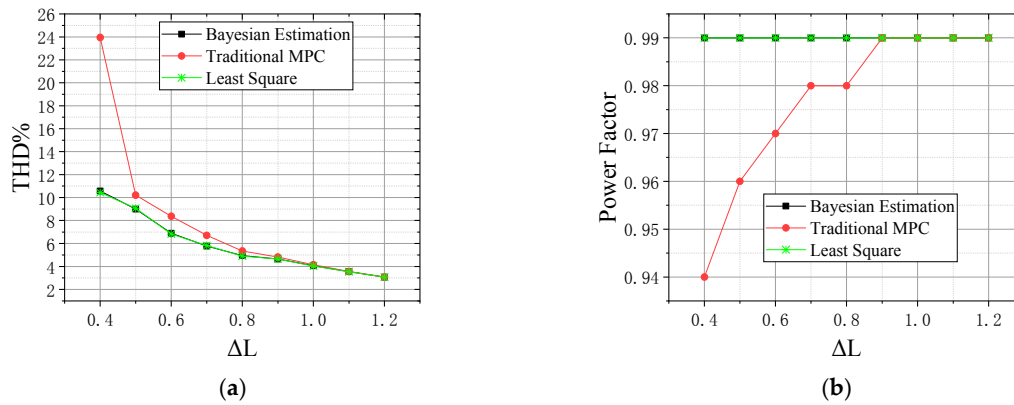 26
24
22
20
18
16
14
12
10
8
6
4
2
THD%
0.4 0.6 0.8 1.0 1.2
ΔL
Bayesian Estimation
Traditional MPC
Least Square
(a)
0.99
0.98
0.97
0.96
0.95
0.94
Power Factor
0.4 0.6 0.8 1.0 1.2
ΔL
Bayesian Estimation
Traditional MPC
Least Square
(b)